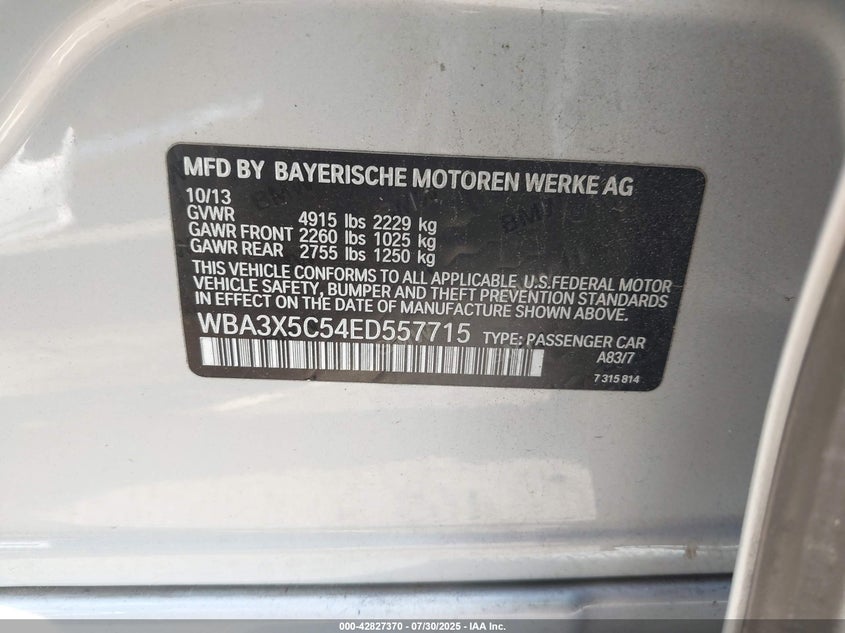 MFD BY BAYERISCHE MOTOREN WERKE AG
10/13
GVWR 4915 lbs 2229 kg
GAWR FRONT 2260 lbs 1025 kg
GAWR REAR 2755 lbs 1250 kg
THIS VEHICLE CONFORMS TO ALL APPLICABLE U.S.FEDERAL MOTOR
VEHICLE SAFETY, BUMPER AND THEFT PREVENTION STANDARDS
IN EFFECT ON THE DATE OF MANUFACTURE SHOWN ABOVE.
WBA3X5C54ED557715 TYPE: PASSENGER CAR
A83/7
7 315 814
000-42827370 | 07/30/2025 - IAA Inc.